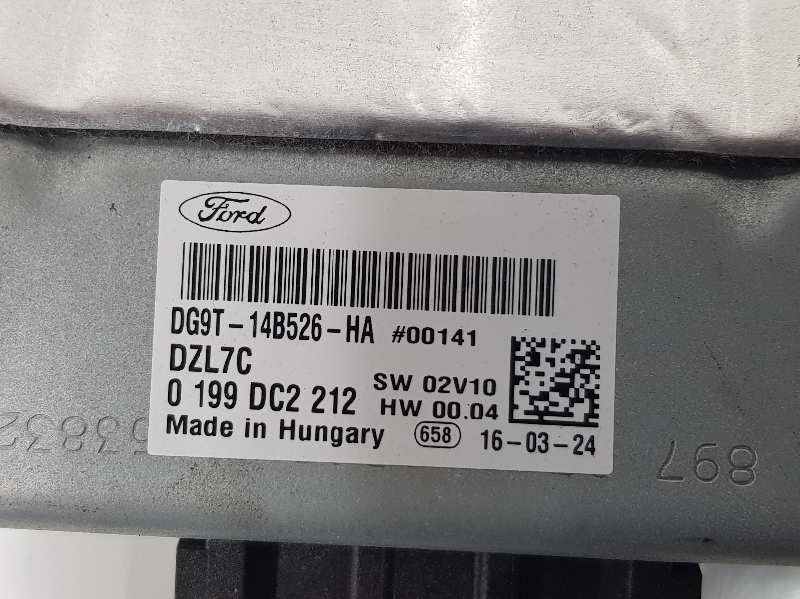 Ford
DG9T-14B526-HA #00141
DZL7C
SW 02V10
0 199 DC2 212
HW 00.04
Made in Hungary 658 16-03-24
53832
897